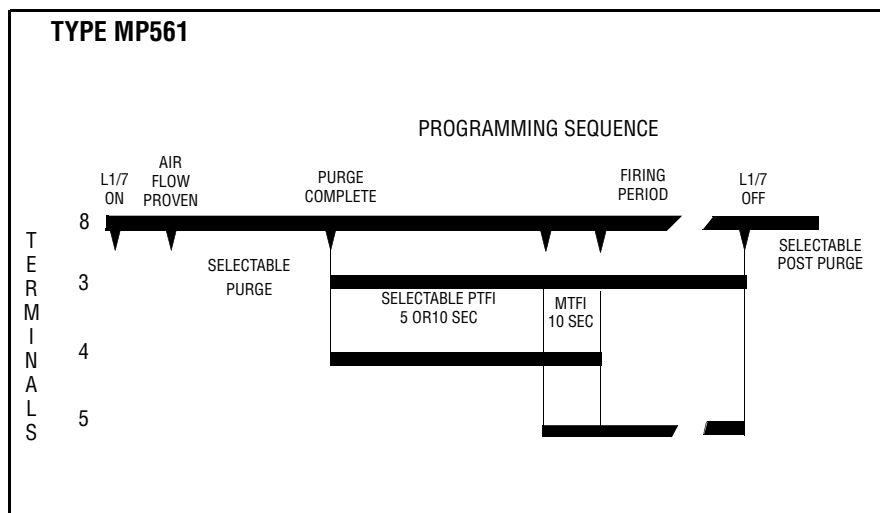 TYPE MP561
PROGRAMMING SEQUENCE
L1/7
ON
AIR
FLOW
PROVEN
PURGE
COMPLETE
FIRING
PERIOD
L1/7
OFF
TERMINALS
8
SELECTABLE
POST PURGE
3
SELECTABLE
PURGE
SELECTABLE PTFI
5 OR10 SEC
MTFI
10 SEC
4
5